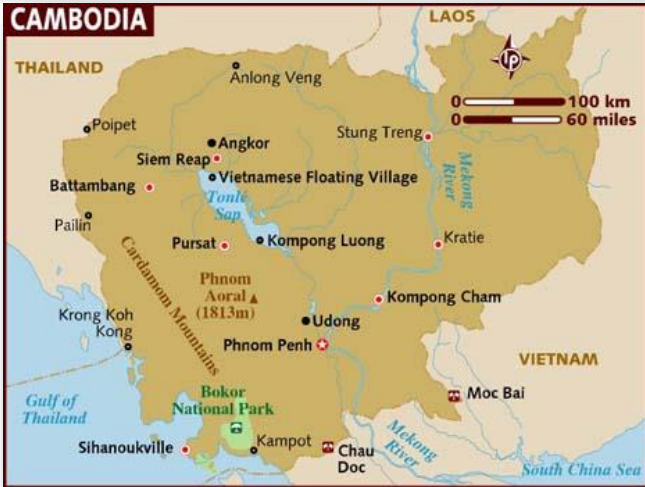 CAMBODIA
LAOS
THAILAND
Anlong Veng
lp
0 100 km
0 60 miles
Poipet
Stung Treng
Angkor
Siem Reap
Vietnamese Floating Village
Battambang
Tonlé
Sap
Mekong
River
Pailin
Pursat
Kompong Luong
Kratie
Cardamom Mountains
Phnom
Aoral
(1813m)
Kompong Cham
Krong Koh
Kong
Udong
Phnom Penh
VIETNAM
Gulf of
Thailand
Bokor
National Park
Moc Bai
Sihanoukville
Kampot
Chau
Doc
Mekong
River
South China Sea